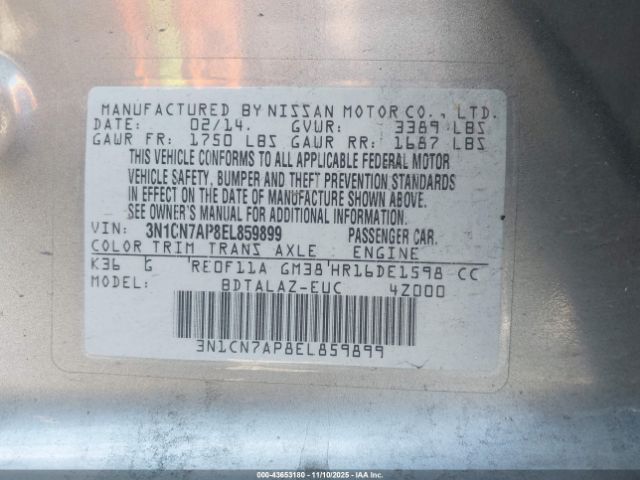 MANUFACTURED BY NISSAN MOTOR CO., LTD.
DATE: 02/14. GVWR: 3389 LBS
GAWR FR: 1750 LBS GAWR RR: 1687 LBS
THIS VEHICLE CONFORMS TO ALL APPLICABLE FEDERAL MOTOR
VEHICLE SAFETY, BUMPER AND THEFT PREVENTION STANDARDS
IN EFFECT ON THE DATE OF MANUFACTURE SHOWN ABOVE.
SEE OWNER'S MANUAL FOR ADDITIONAL INFORMATION.
VIN: 3N1CN7AP8EL859899 PASSENGER CAR.
COLOR TRIM TRANS AXLE ENGINE
K36 G RE0F11A GM38 HR16DE1598 CC
MODEL: BDTALAZ-EUC 4Z000
3N1CN7AP8EL859899
000-43653180 — 11/10/2025 — IAAI.COM